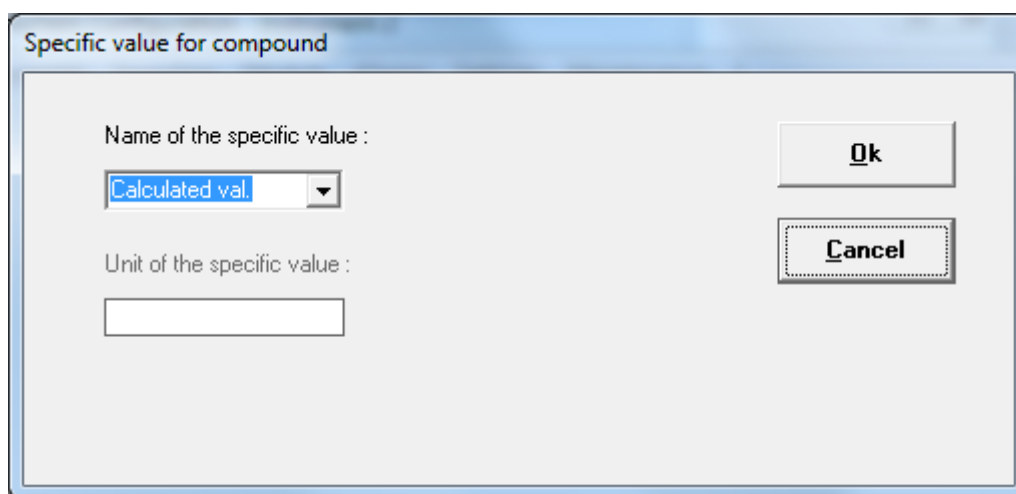 Specific value for compound
Name of the specific value :
Ok
Calculated val.
Cancel
Unit of the specific value :